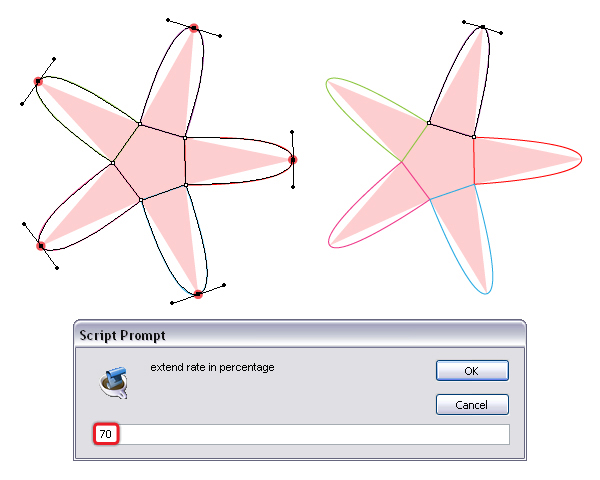 Script Prompt
extend rate in percentage
OK
Cancel
70